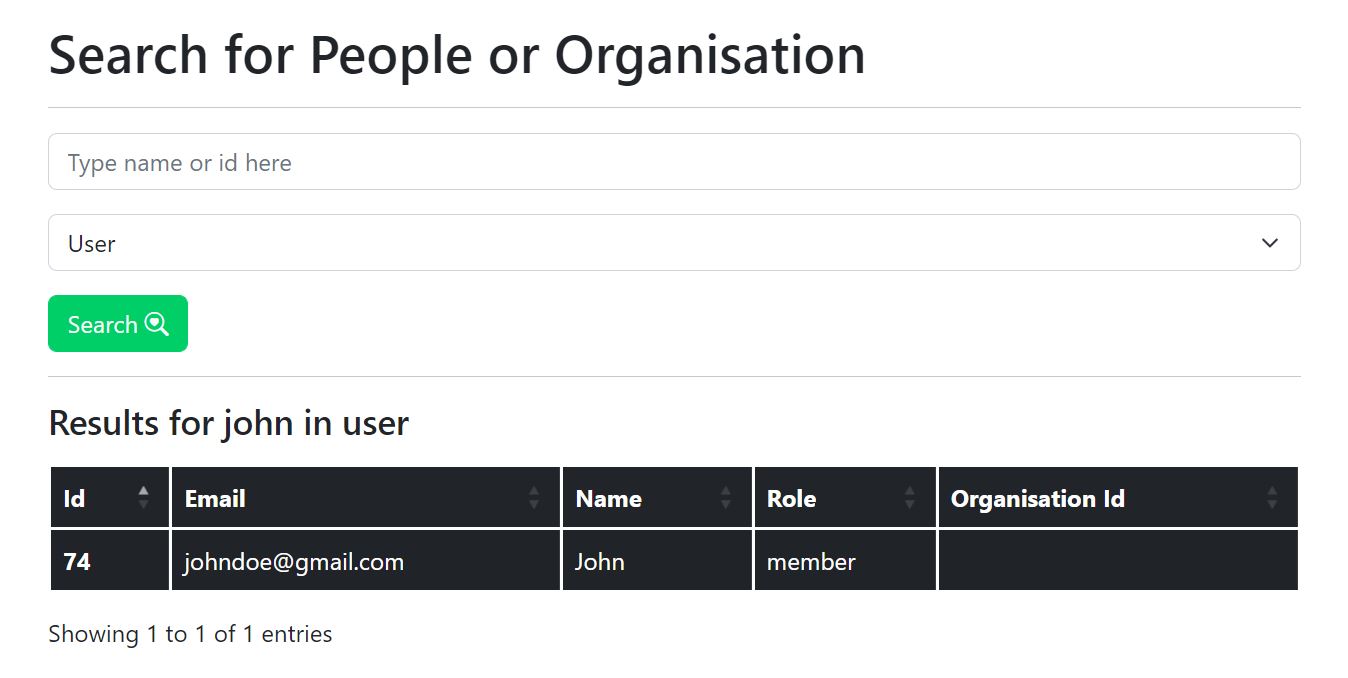 Search for People or Organisation
Type name or id here
User
Search
Results for john in user
Id Email Name Role Organisation Id
74 johndoe@gmail.com John member
Showing 1 to 1 of 1 entries